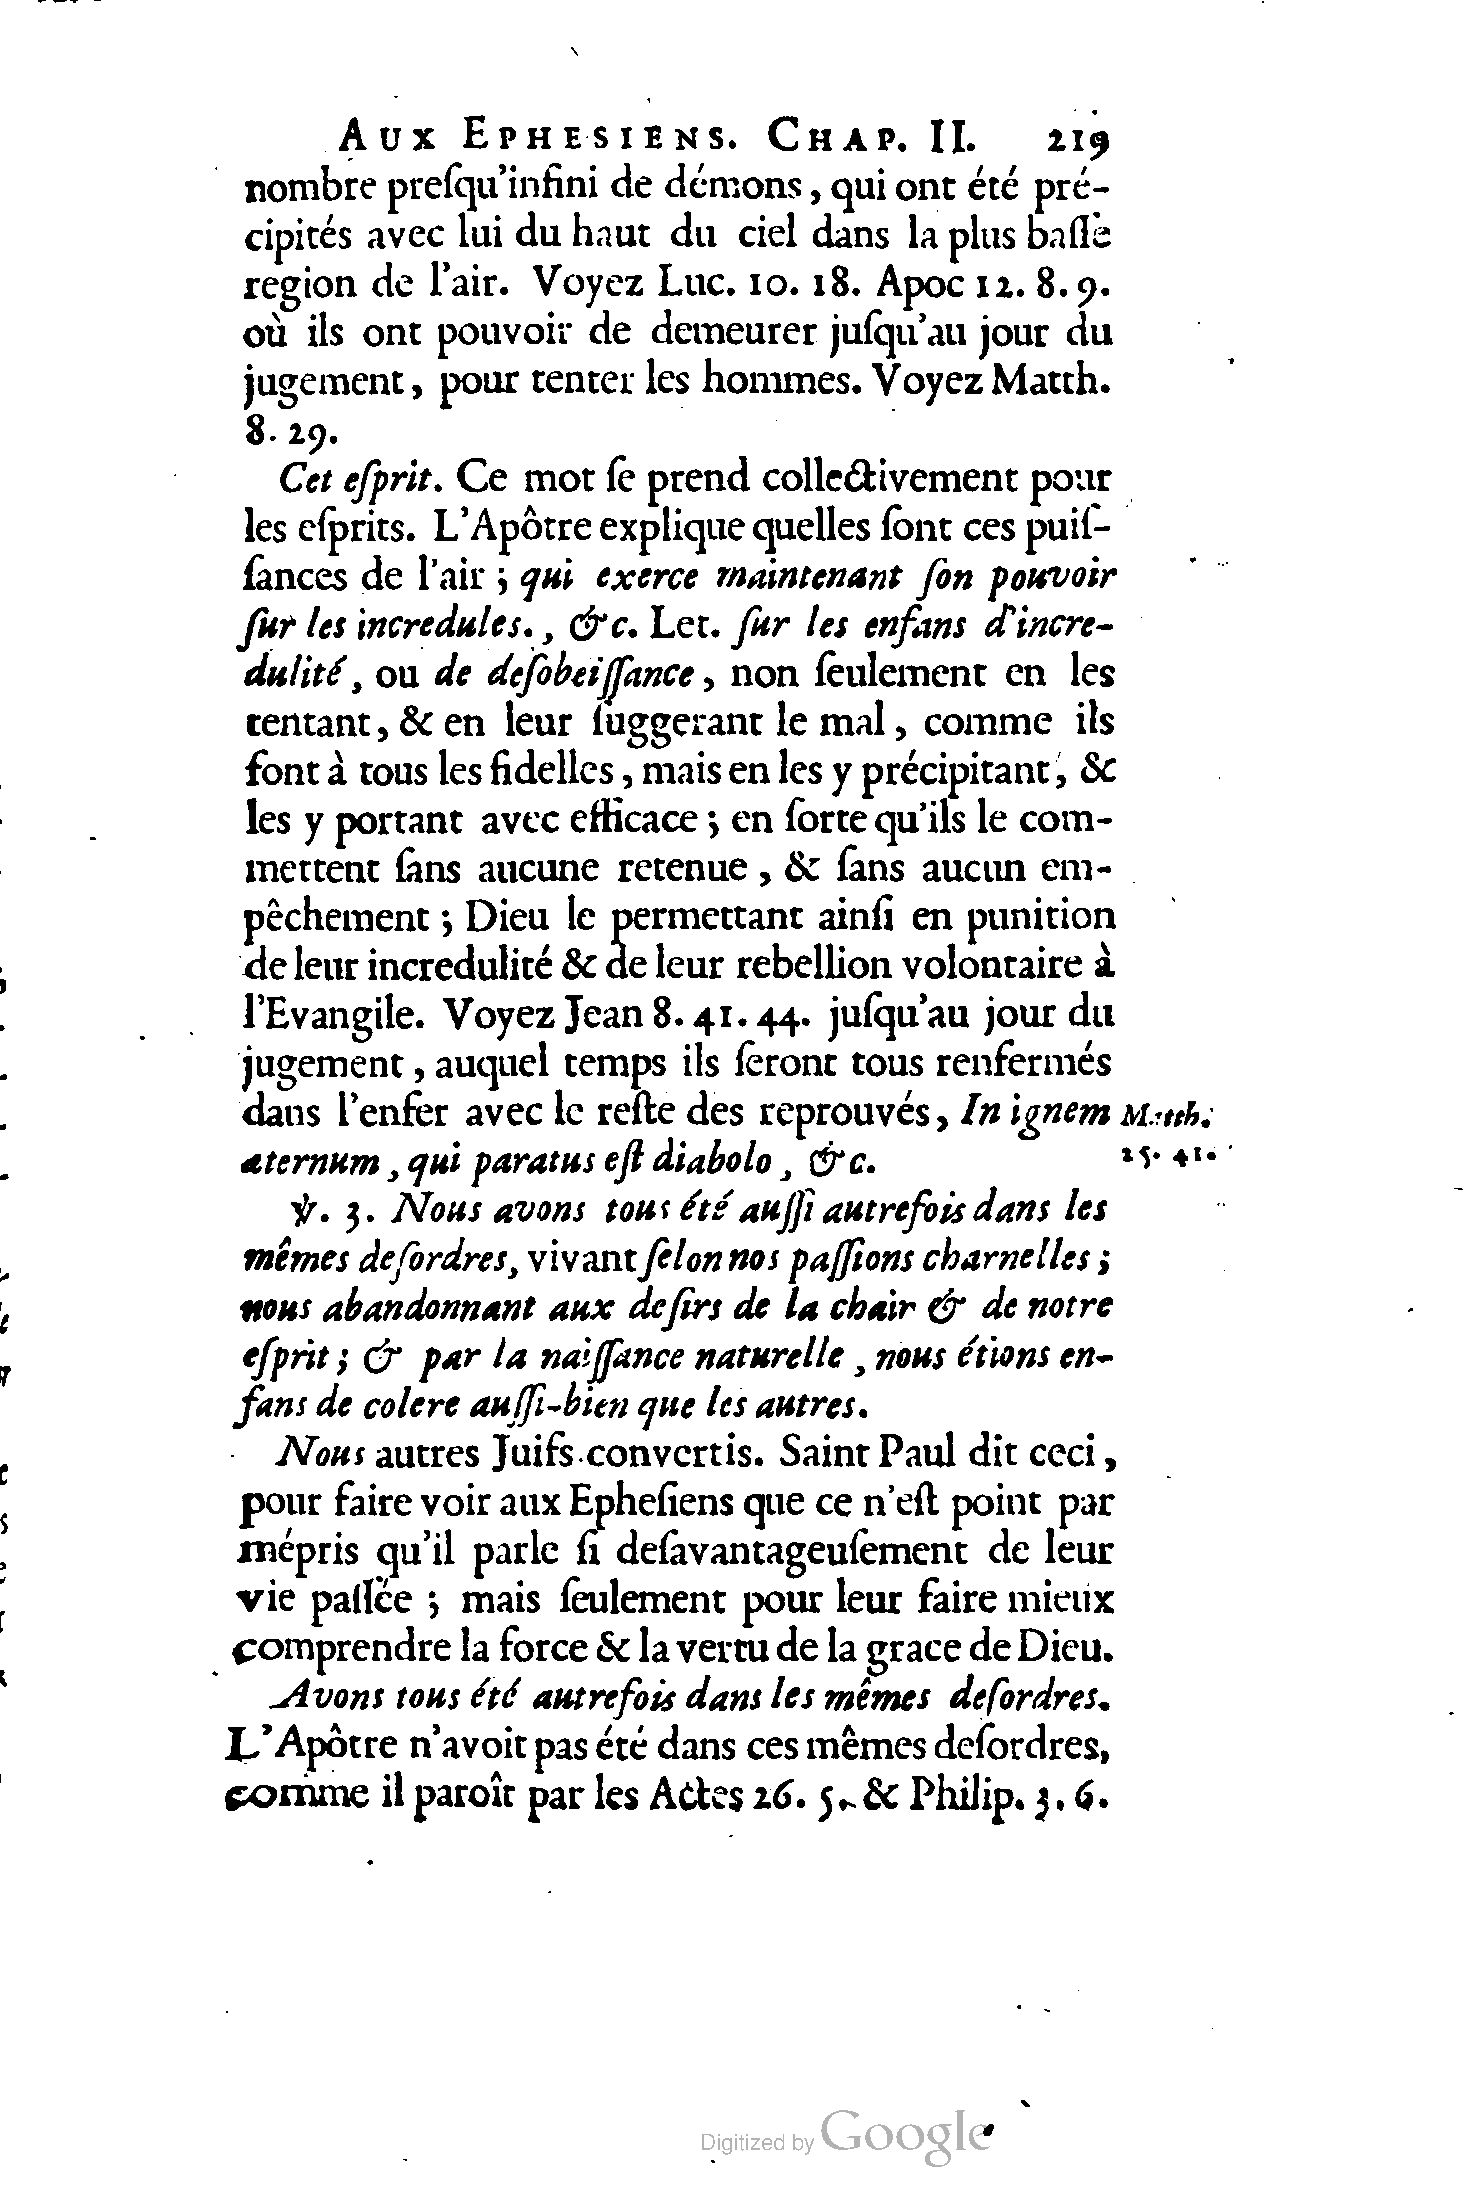 AUX EPHESIENS. CHAP. II. 219
nombre preſqu'infini de démons, qui ont été pré-
cipités avec lui du haut du ciel dans la plus baſſe
region de l'air. Voyez Luc. 10. 18. Apoc 12. 8. 9.
où ils ont pouvoir de demeurer juſqu'au jour du
jugement, pour tenter les hommes. Voyez Matth.
8. 29.
Cet eſprit. Ce mot ſe prend collectivement pour
les eſprits. L'Apôtre explique quelles ſont ces puiſ-
ſances de l'air ; qui exerce maintenant ſon pouvoir
ſur les incredules. , &c. Let. ſur les enfans d'incre-
dulité, ou de deſobeiſſance, non ſeulement en les
tentant, & en leur ſuggerant le mal, comme ils
font à tous les fidelles, mais en les y précipitant, &
les y portant avec efficace ; en ſorte qu'ils le com-
mettent ſans aucune retenue, & ſans aucun em-
pêchement ; Dieu le permettant ainſi en punition
de leur incredulité & de leur rebellion volontaire à
l'Evangile. Voyez Jean 8. 41. 44. juſqu'au jour du
jugement, auquel temps ils ſeront tous renfermés
dans l'enfer avec le reſte des reprouvés, In ignem Matth.
æternum, qui paratus eſt diabolo, &c. 25. 41.
℣. 3. Nous avons tous été auſſi autrefois dans les
mêmes deſordres, vivant ſelon nos paſſions charnelles ;
nous abandonnant aux deſirs de la chair & de notre
eſprit ; & par la naiſſance naturelle, nous étions en-
fans de colere auſſi-bien que les autres.
Nous autres Juifs convertis. Saint Paul dit ceci,
pour faire voir aux Epheſiens que ce n'eſt point par
mépris qu'il parle ſi deſavantageuſement de leur
vie paſſée ; mais ſeulement pour leur faire mieux
comprendre la force & la vertu de la grace de Dieu.
Avons tous été autrefois dans les mêmes deſordres.
L'Apôtre n'avoit pas été dans ces mêmes deſordres,
comme il paroît par les Actes 26. 5. & Philip. 3. 6.
Digitized by Google